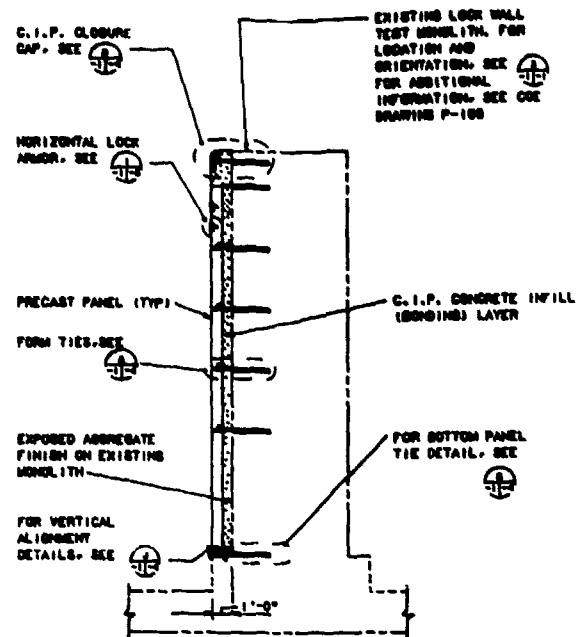 C.I.P. CLOSURE
CAP, SEE
EXISTING LOCK WALL
TEST MONOLITH, FOR
LOCATION AND
ORIENTATION, SEE
FOR ADDITIONAL
INFORMATION, SEE COE
DRAWING P-100
HORIZONTAL LOCK
ARMOR, SEE
PRECAST PANEL (TYP)
C.I.P. CONCRETE INFILL
(BONDING) LAYER
FORM TIES, SEE
EXPOSED AGGREGATE
FINISH ON EXISTING
MONOLITH
FOR BOTTOM PANEL
TIE DETAIL, SEE
FOR VERTICAL
ALIGNMENT
DETAILS, SEE
1'-0"